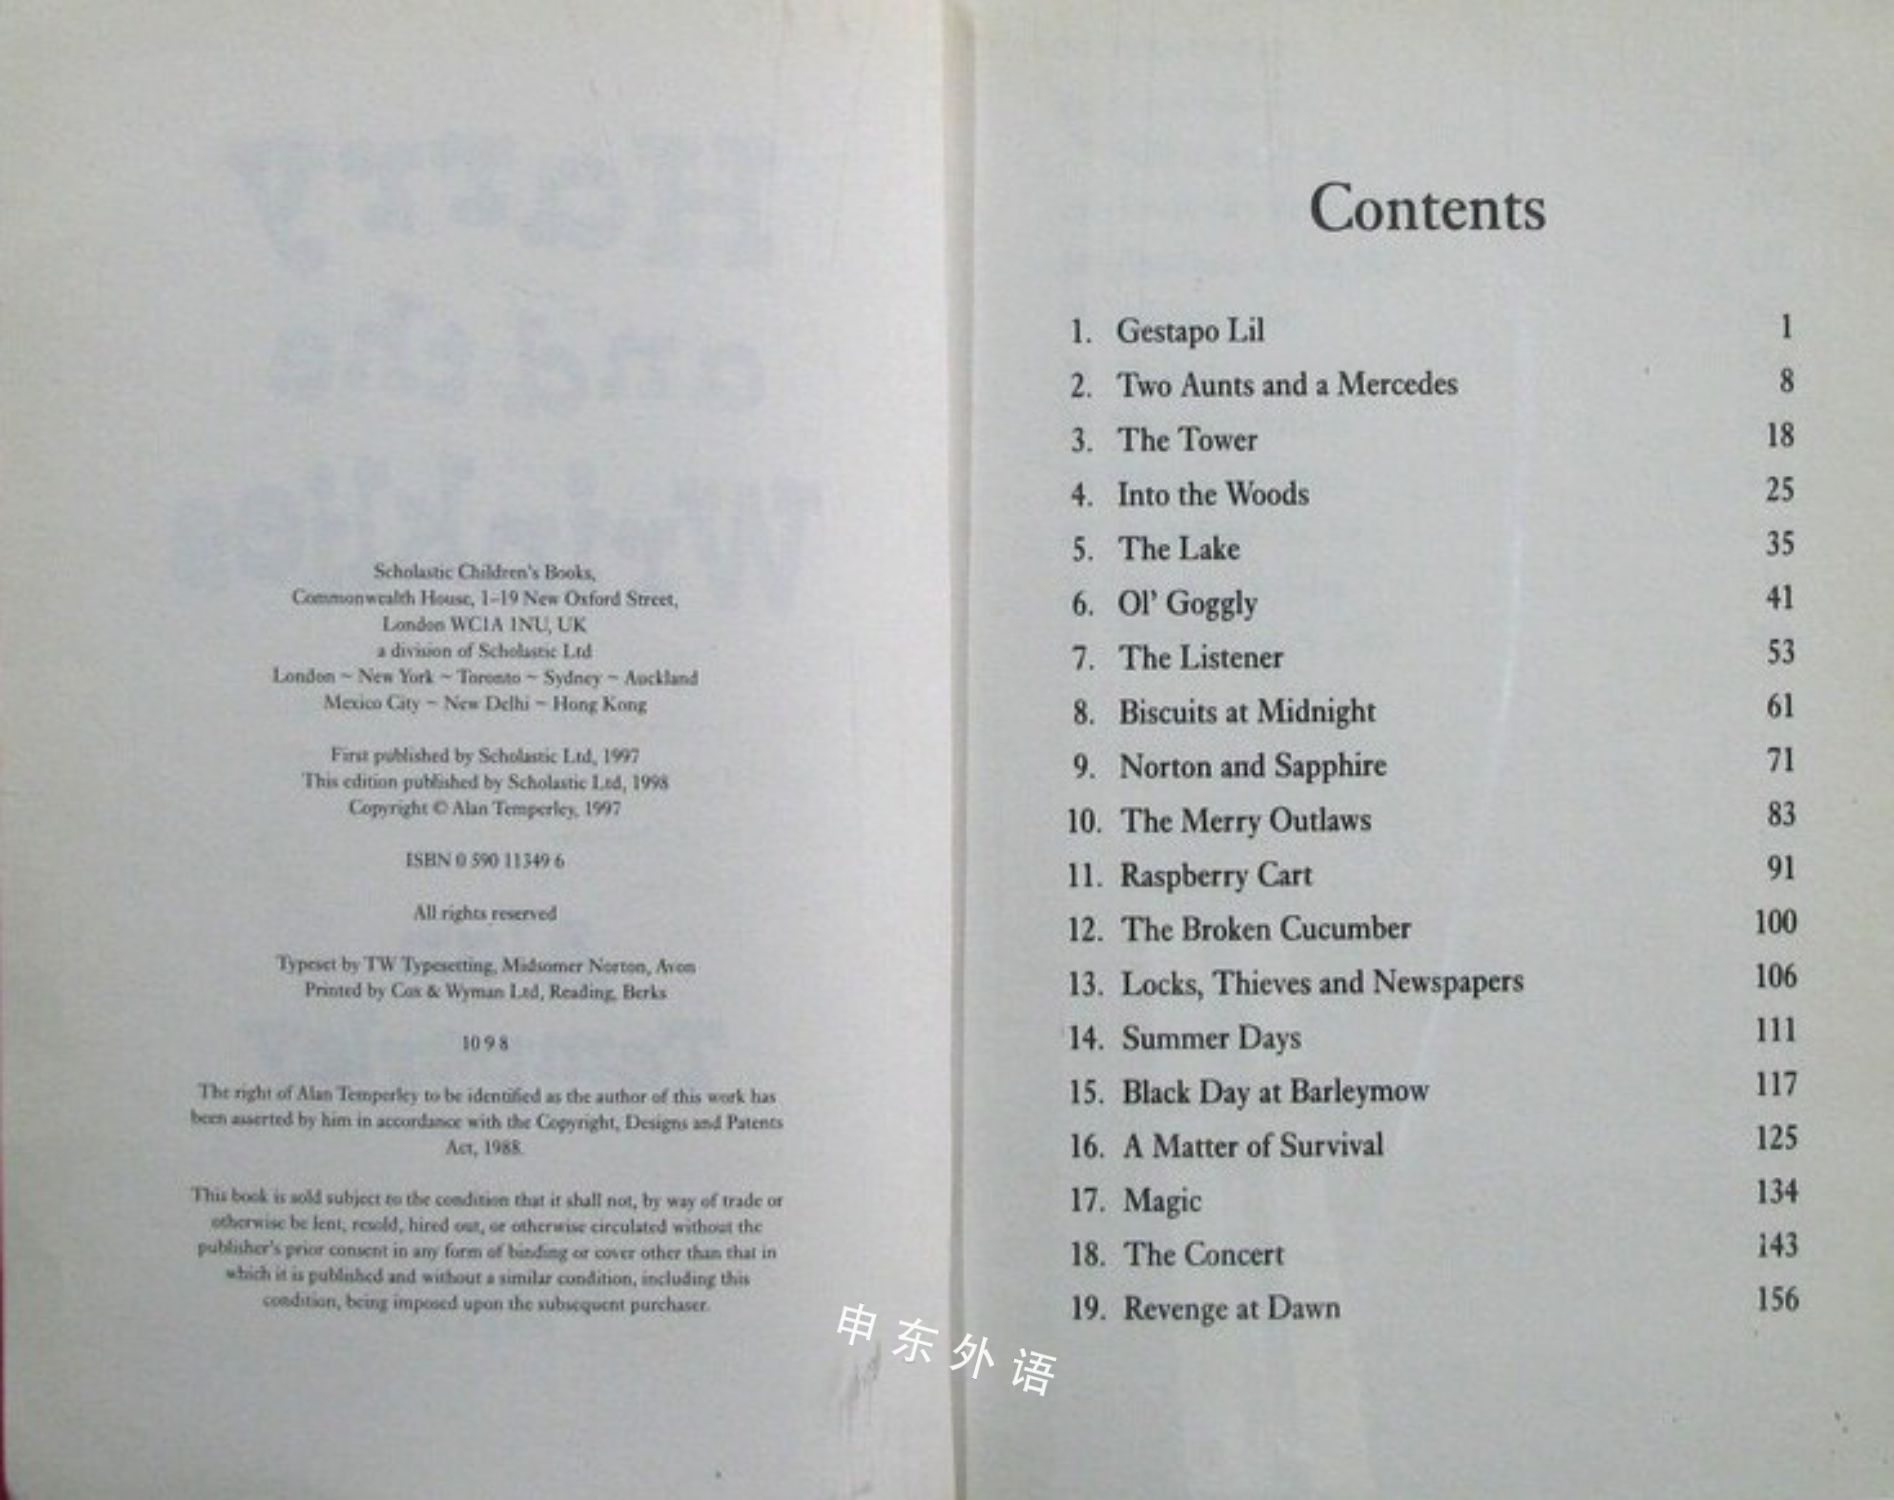 Scholastic Children's Books,
Commonwealth House, 1–19 New Oxford Street,
London WC1A 1NU, UK
a division of Scholastic Ltd
London ~ New York ~ Toronto ~ Sydney ~ Auckland
Mexico City ~ New Delhi ~ Hong Kong
First published by Scholastic Ltd, 1997
This edition published by Scholastic Ltd, 1998
Copyright © Alan Temperley, 1997
ISBN 0 590 11349 6
All rights reserved
Typeset by TW Typesetting, Midsomer Norton, Avon
Printed by Cox & Wyman Ltd, Reading, Berks
10 9 8
The right of Alan Temperley to be identified as the author of this work has
been asserted by him in accordance with the Copyright, Designs and Patents
Act, 1988.
This book is sold subject to the condition that it shall not, by way of trade or
otherwise be lent, resold, hired out, or otherwise circulated without the
publisher's prior consent in any form of binding or cover other than that in
which it is published and without a similar condition, including this
condition, being imposed upon the subsequent purchaser.
Contents
1. Gestapo Lil 1
2. Two Aunts and a Mercedes 8
3. The Tower 18
4. Into the Woods 25
5. The Lake 35
6. Ol' Goggly 41
7. The Listener 53
8. Biscuits at Midnight 61
9. Norton and Sapphire 71
10. The Merry Outlaws 83
11. Raspberry Cart 91
12. The Broken Cucumber 100
13. Locks, Thieves and Newspapers 106
14. Summer Days 111
15. Black Day at Barleymow 117
16. A Matter of Survival 125
17. Magic 134
18. The Concert 143
19. Revenge at Dawn 156
申东外语